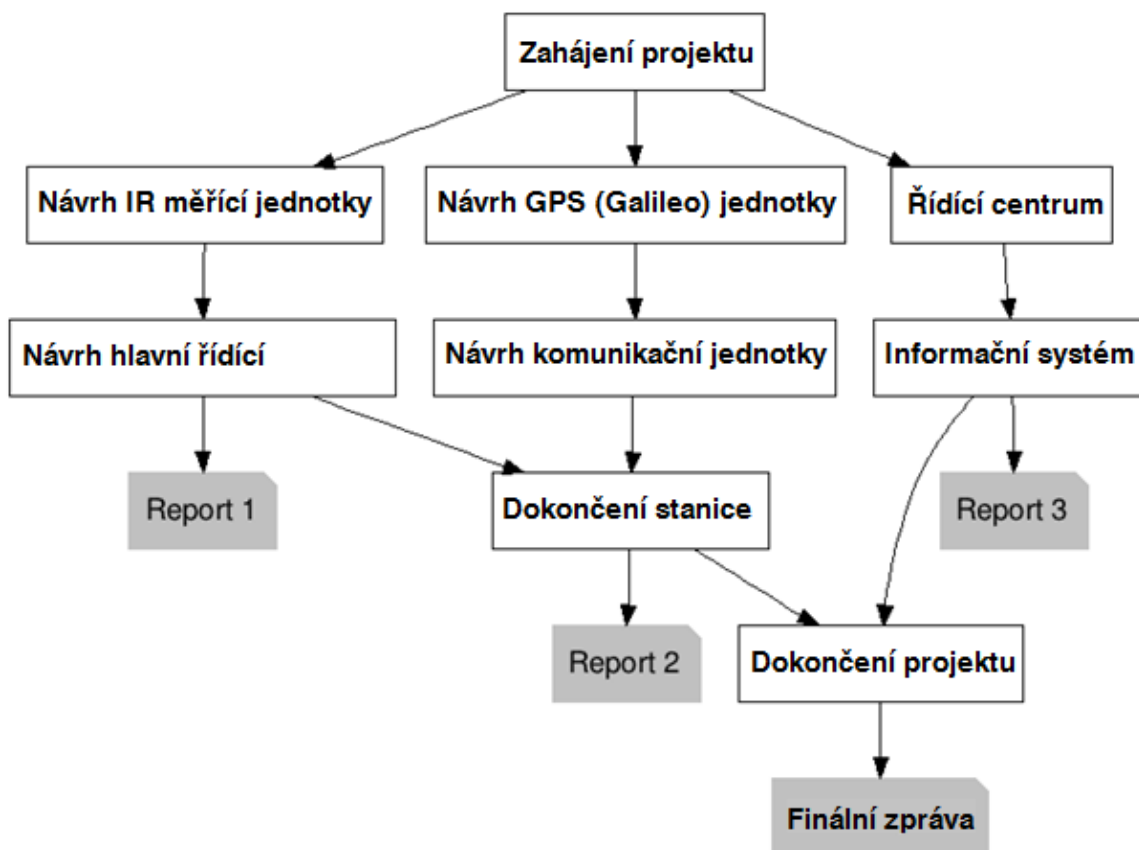 Zahájení projektu
Návrh IR měřící jednotky
Návrh GPS (Galileo) jednotky
Řídící centrum
Návrh hlavní řídící
Návrh komunikační jednotky
Informační systém
Report 1
Dokončení stanice
Report 3
Report 2
Dokončení projektu
Finální zpráva